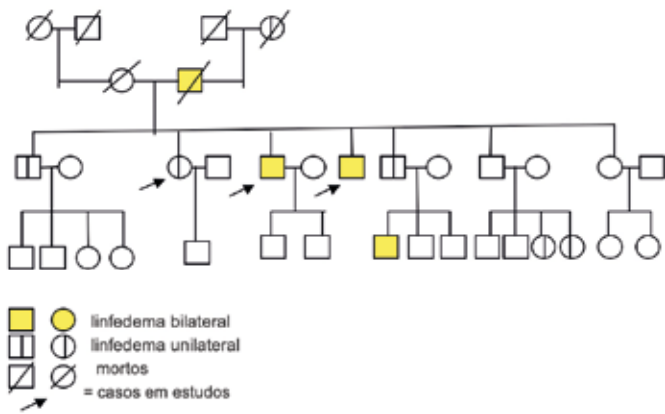 linfedema bilateral
linfedema unilateral
mortos
= casos em estudos